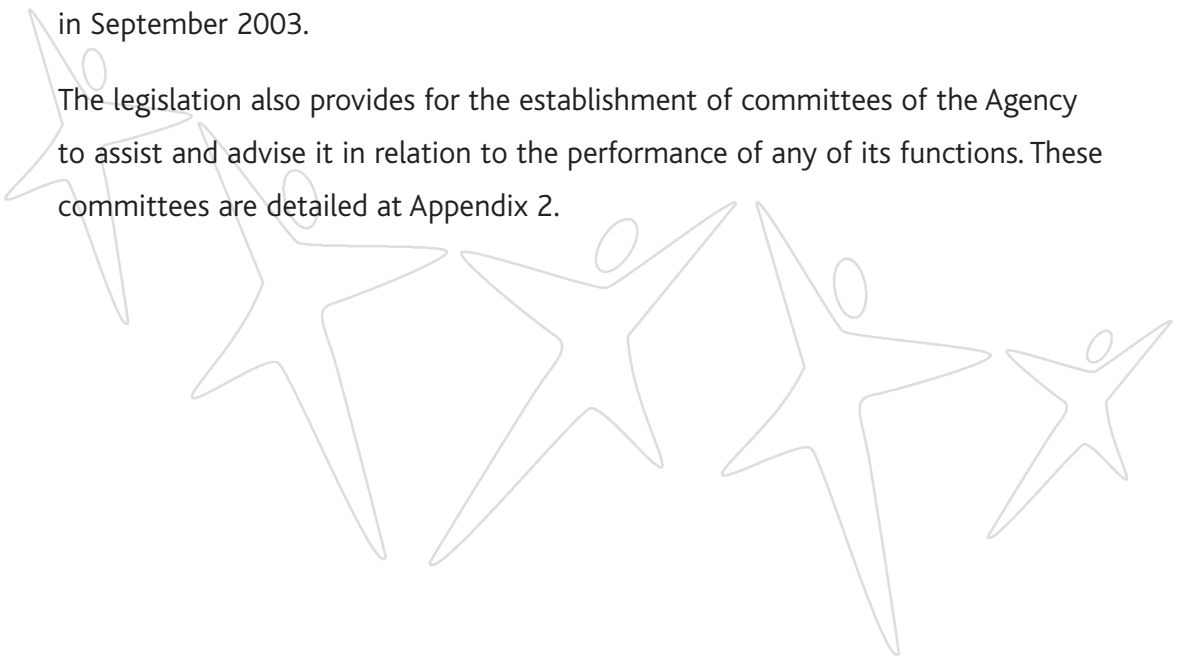 in September 2003.
The legislation also provides for the establishment of committees of the Agency
to assist and advise it in relation to the performance of any of its functions. These
committees are detailed at Appendix 2.